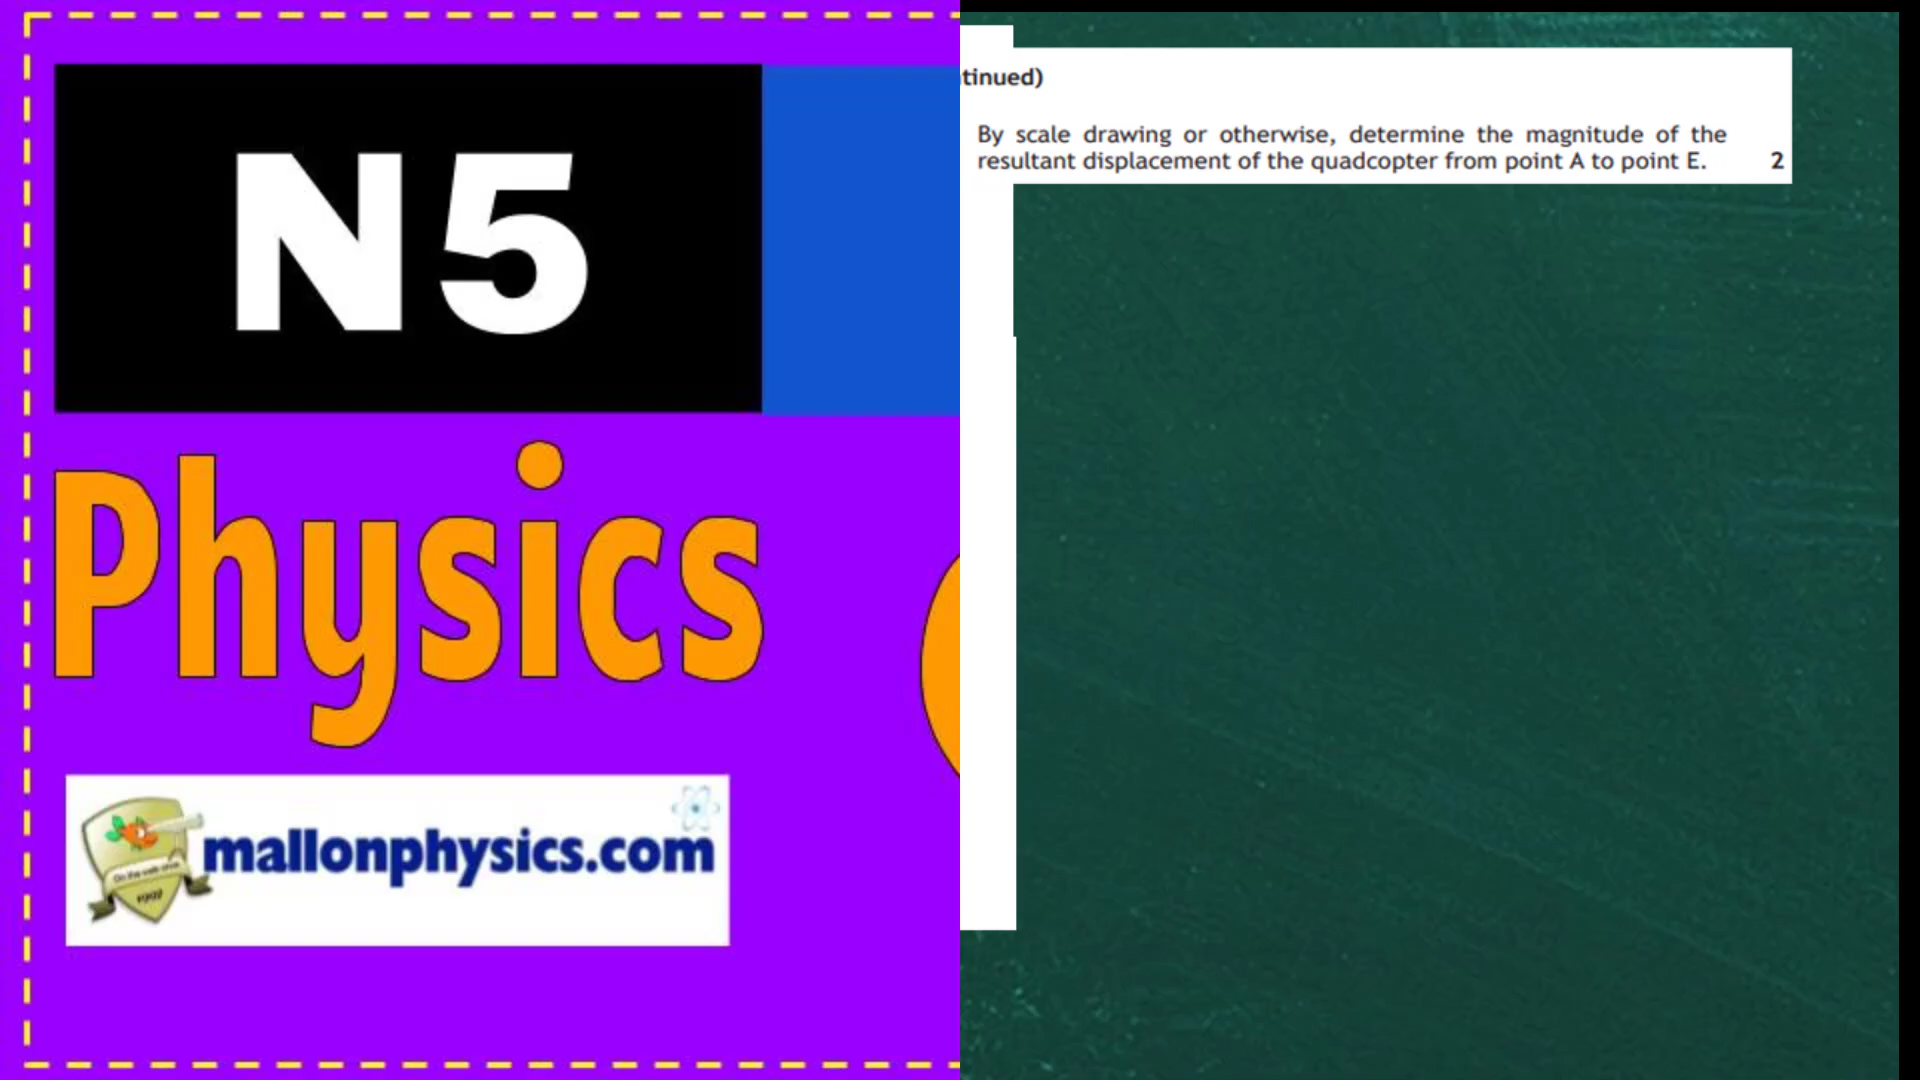 N5
Physics
mallonphysics.com
tinued)
By scale drawing or otherwise, determine the magnitude of the
resultant displacement of the quadcopter from point A to point E. 2